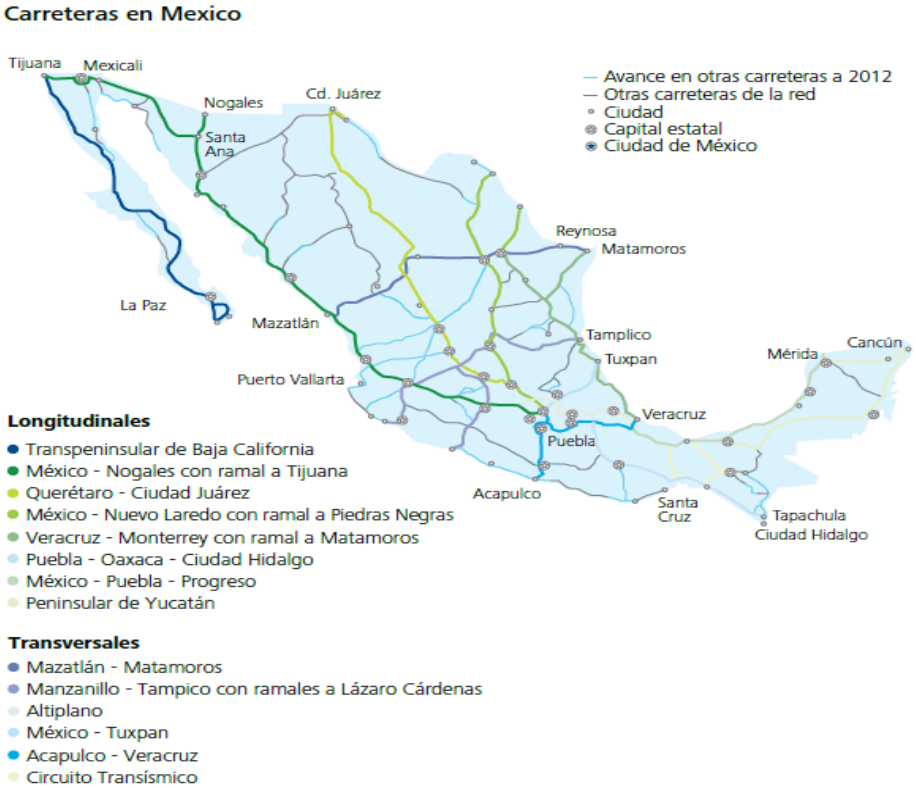 Carreteras en Mexico
Tijuana
Mexicali
Nogales
Cd. Juárez
Santa
Ana
Avance en otras carreteras a 2012
Otras carreteras de la red
Ciudad
Capital estatal
Ciudad de México
Reynosa
Matamoros
La Paz
Mazatlán
Tamplico
Tuxpan
Mérida
Cancún
Puerto Vallarta
Veracruz
Puebla
Acapulco
Santa
Cruz
Tapachula
Ciudad Hidalgo
Longitudinales
Transpeninsular de Baja California
México - Nogales con ramal a Tijuana
Querétaro - Ciudad Juárez
México - Nuevo Laredo con ramal a Piedras Negras
Veracruz - Monterrey con ramal a Matamoros
Puebla - Oaxaca - Ciudad Hidalgo
México - Puebla - Progreso
Peninsular de Yucatán
Transversales
Mazatlán - Matamoros
Manzanillo - Tampico con ramales a Lázaro Cárdenas
Altiplano
México - Tuxpan
Acapulco - Veracruz
Circuito Transísmico